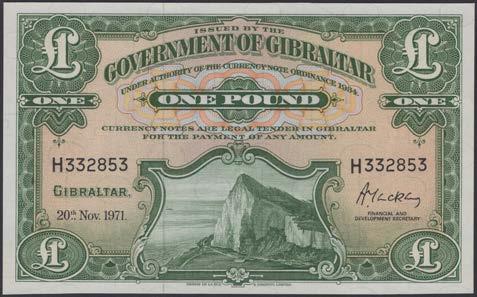 ISSUED BY THE
£ GOVERNMENT OF GIBRALTAR £
UNDER AUTHORITY OF THE CURRENCY NOTE ORDINANCE 1934.
ONE ONE POUND ONE
CURRENCY NOTES ARE LEGAL TENDER IN GIBRALTAR
FOR THE PAYMENT OF ANY AMOUNT.
H332853 H332853
GIBRALTAR,
20th. Nov. 1971.
FINANCIAL AND
DEVELOPMENT SECRETARY
£ £